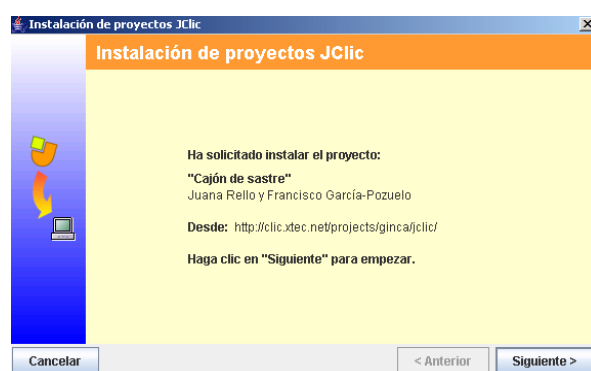 Instalación de proyectos JClic
Instalación de proyectos JClic
Ha solicitado instalar el proyecto:
"Cajón de sastre"
Juana Rello y Francisco García-Pozuelo
Desde: http://clic.xtec.net/projects/ginca/jclic/
Haga clic en "Siguiente" para empezar.
Cancelar < Anterior Siguiente >